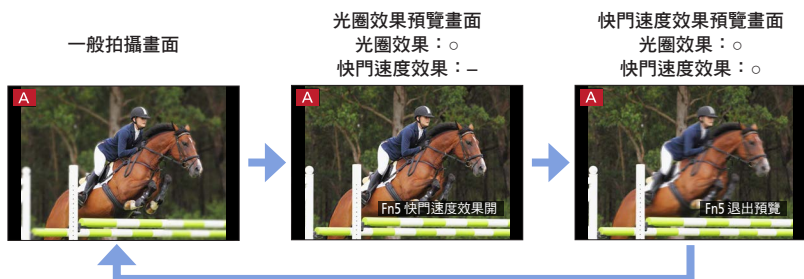 一般拍攝畫面
光圈效果預覽畫面
光圈效果：○
快門速度效果：–
快門速度效果預覽畫面
光圈效果：○
快門速度效果：○
A
A
Fn5 快門速度效果開
A
Fn5 退出預覽